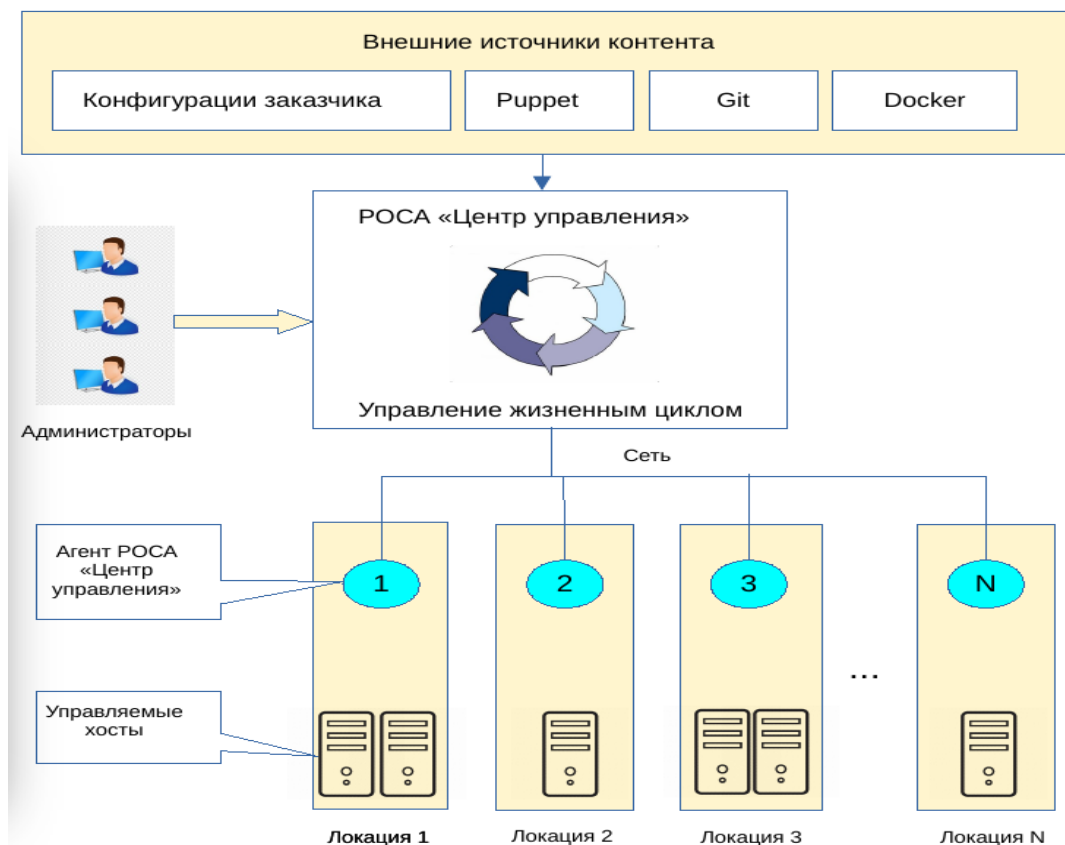 Внешние источники контента
Конфигурации заказчика
Puppet
Git
Docker
РОСА «Центр управления»
Управление жизненным циклом
Администраторы
Сеть
Агент РОСА
«Центр
управления»
1
2
3
N
...
Управляемые
хосты
Локация 1
Локация 2
Локация 3
Локация N